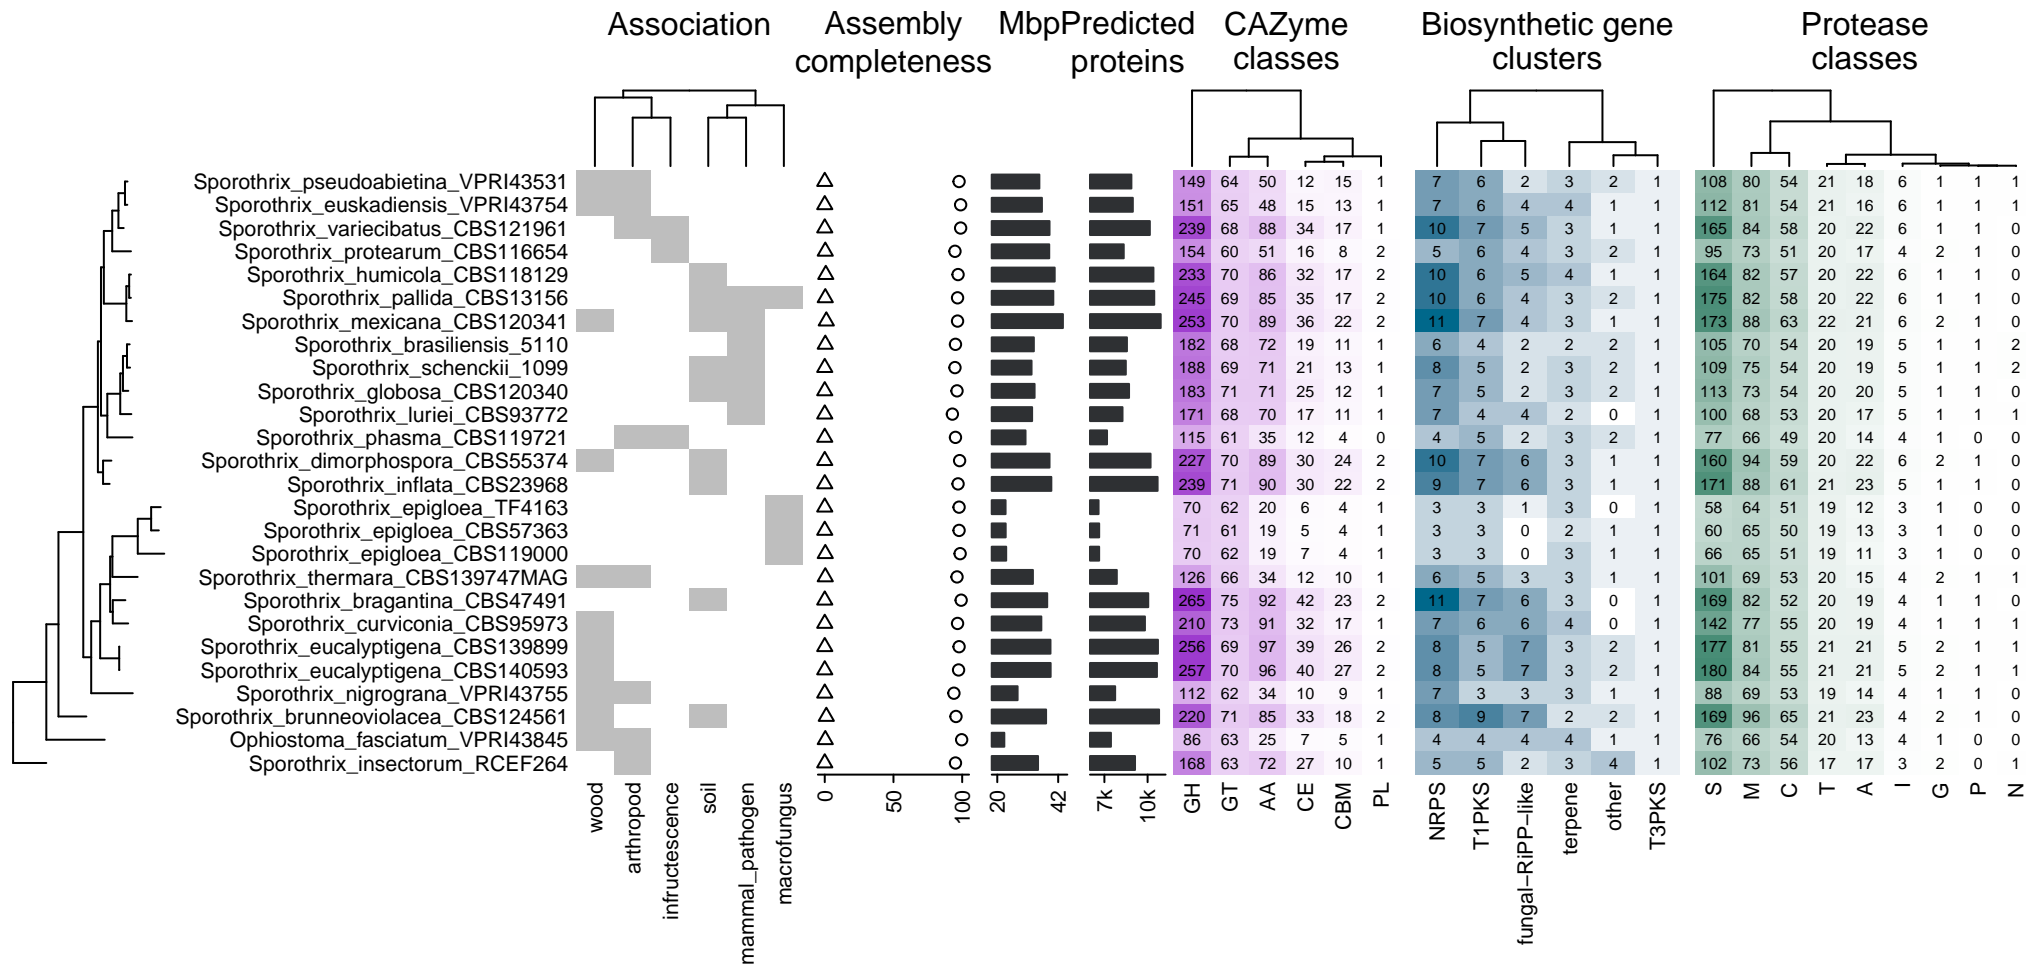 Association Assembly MbpPredicted CAZyme Biosynthetic gene Protease
completeness proteins classes clusters classes
Sporothrix_pseudoabietina_VPRI43531 149 64 50 12 15 1 7 6 2 3 2 1 108 80 54 21 18 6 1 1 1
Sporothrix_euskadiensis_VPRI43754 151 65 48 15 13 1 7 6 4 4 1 1 112 81 54 21 16 6 1 1 1
Sporothrix_variecibatus_CBS121961 239 68 88 34 17 1 10 7 5 3 1 1 165 84 58 20 22 6 1 1 0
Sporothrix_protearum_CBS116654 154 60 51 16 8 2 5 6 4 3 2 1 95 73 51 20 17 4 2 1 0
Sporothrix_humicola_CBS118129 233 70 86 32 17 1 10 6 5 4 1 1 164 82 57 20 22 6 1 1 0
Sporothrix_pallida_CBS13156 245 69 85 35 17 2 10 6 4 3 2 1 175 82 58 20 22 6 1 1 0
Sporothrix_mexicana_CBS120341 253 70 89 36 22 2 11 7 4 3 1 1 173 88 63 22 21 6 2 1 0
Sporothrix_brasiliensis_5110 182 68 72 19 11 1 6 4 2 2 2 1 105 70 54 20 19 5 1 1 2
Sporothrix_schenckii_1099 188 69 71 21 13 1 8 5 2 3 2 1 109 75 54 20 19 5 1 1 2
Sporothrix_globosa_CBS120340 183 71 71 25 12 1 7 5 2 3 2 1 113 73 54 20 20 5 1 1 0
Sporothrix_luriei_CBS93772 171 68 70 17 11 1 7 4 4 2 0 1 100 68 53 20 17 5 1 1 1
Sporothrix_phasma_CBS119721 115 61 35 12 4 0 4 5 2 3 2 1 77 66 49 20 14 4 1 0 0
Sporothrix_dimorphospora_CBS55374 227 70 89 30 24 2 10 7 6 3 1 1 160 94 59 20 22 6 2 1 0
Sporothrix_inflata_CBS23968 239 71 90 30 22 2 9 7 6 3 1 1 171 88 61 21 23 5 1 1 0
Sporothrix_epigloea_TF4163 70 62 20 6 4 1 3 3 1 3 0 1 58 64 51 19 12 3 1 0 0
Sporothrix_epigloea_CBS57363 71 61 19 5 4 1 3 3 0 2 1 1 60 65 50 19 13 3 1 0 0
Sporothrix_epigloea_CBS119000 70 62 19 7 4 1 3 3 0 3 1 1 66 65 51 19 11 3 1 0 0
Sporothrix_thermara_CBS139747MAG 126 66 34 12 10 1 6 5 3 3 1 1 101 69 53 20 15 4 2 1 1
Sporothrix_bragantina_CBS47491 265 75 92 42 23 2 11 7 6 3 0 1 169 82 52 20 19 4 1 1 0
Sporothrix_curviconia_CBS95973 210 73 91 32 17 1 7 6 6 4 0 1 142 77 55 20 19 4 1 1 1
Sporothrix_eucalyptigena_CBS139899 256 69 97 39 26 2 8 5 7 3 2 1 177 81 55 21 21 5 2 1 0
Sporothrix_eucalyptigena_CBS140593 257 70 96 40 27 2 8 5 7 3 2 1 180 84 55 21 21 5 2 1 0
Sporothrix_nigrograna_VPRI43755 112 62 34 10 9 1 7 3 3 3 1 1 88 69 53 19 14 4 1 1 0
Sporothrix_brunneoviolacea_CBS124561 220 71 85 33 18 2 8 9 7 2 2 1 169 96 65 21 23 4 2 1 0
Ophiostoma_fasciatum_VPRI43845 86 63 25 7 5 1 4 4 4 4 1 1 76 66 54 20 13 4 1 0 0
Sporothrix_insectorum_RCEF264 168 63 72 27 10 1 5 5 2 3 4 1 102 73 56 17 17 3 2 0 1
wood arthropod infructescence soil mammal_pathogen macrofungus 0 50 100 20 42 7k 10k GH GT AA CE CBM PL NRPS T1PKS fungal−RiPP−like terpene other T3PKS S M C T A I G P N